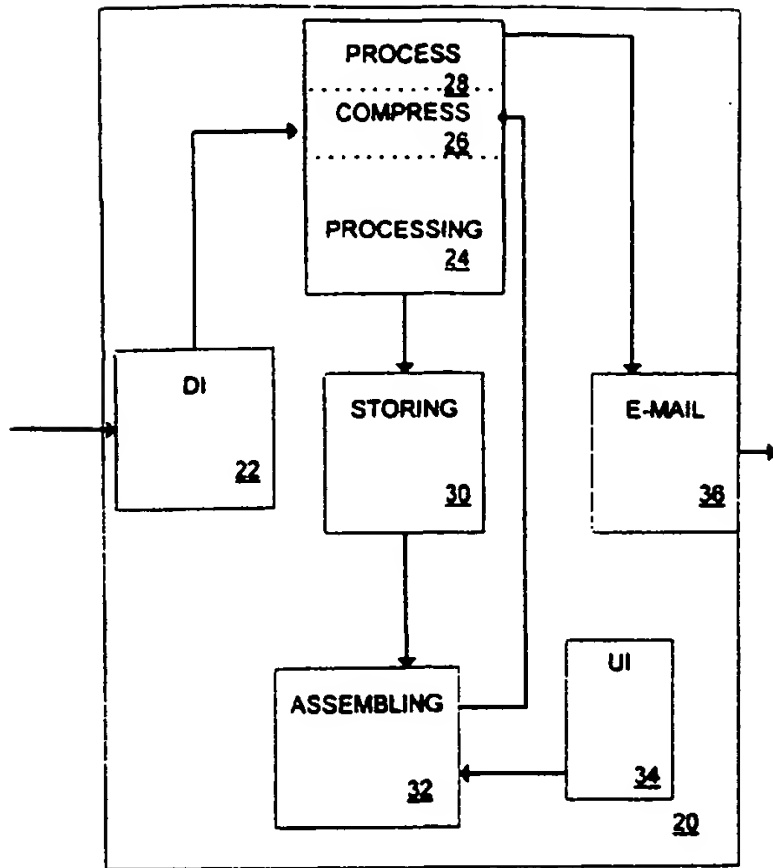 PROCESS
28
COMPRESS
26
PROCESSING
24
DI
22
STORING
30
E-MAIL
36
ASSEMBLING
32
UI
34
20